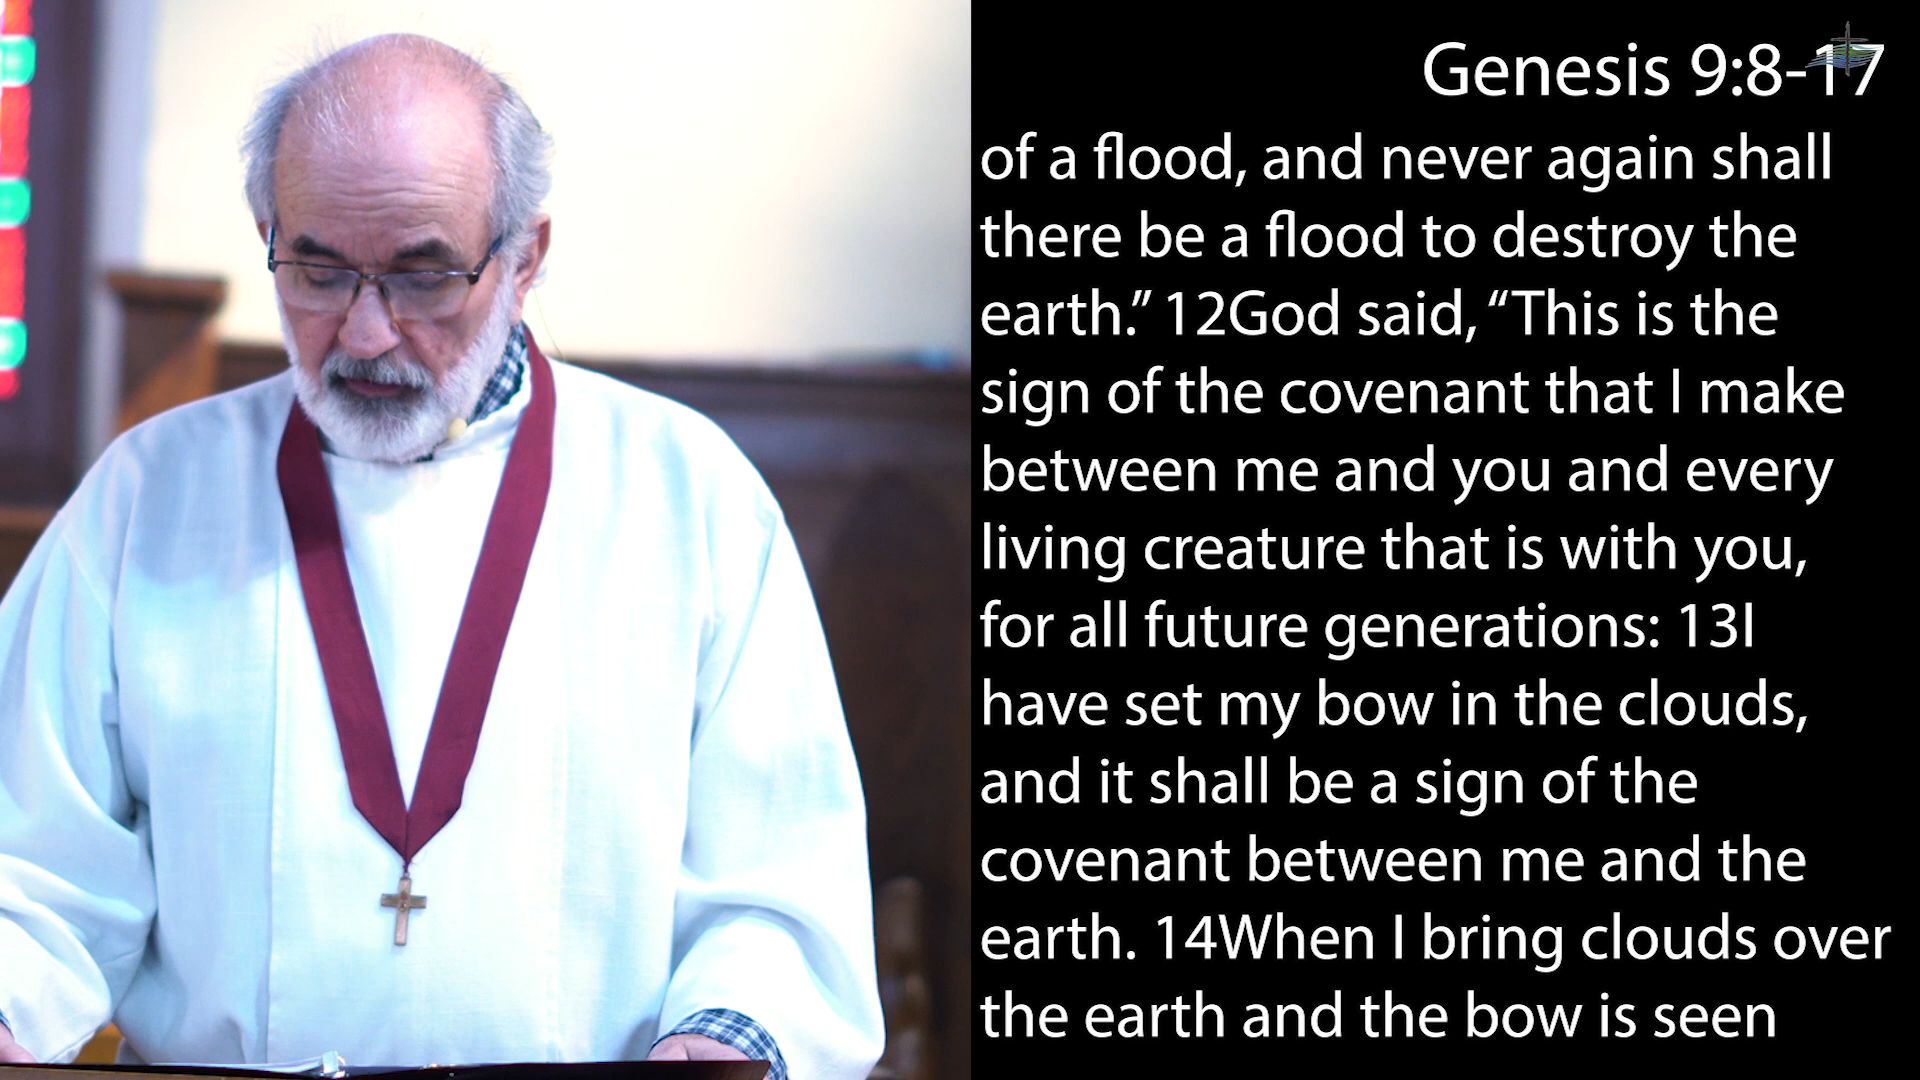 Genesis 9:8-17
of a flood, and never again shall
there be a flood to destroy the
earth.” 12God said, “This is the
sign of the covenant that I make
between me and you and every
living creature that is with you,
for all future generations: 13I
have set my bow in the clouds,
and it shall be a sign of the
covenant between me and the
earth. 14When I bring clouds over
the earth and the bow is seen